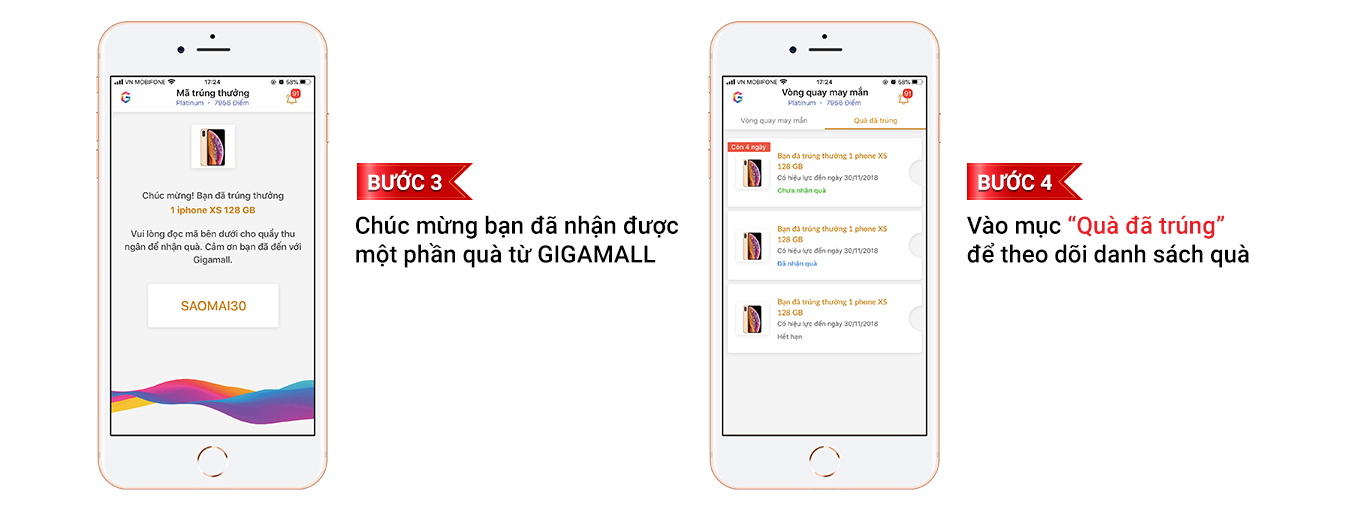 VN MOBIFONE 17:24 58%
Mã trúng thưởng
Platinum • 7956 Điểm
91
Chúc mừng! Bạn đã trúng thưởng
1 iphone XS 128 GB
Vui lòng đọc mã bên dưới cho quầy thu
ngân để nhận quà. Cảm ơn bạn đã đến với
Gigamall.
SAOMAI30
BƯỚC 3
Chúc mừng bạn đã nhận được
một phần quà từ GIGAMALL
VN MOBIFONE 17:24 58%
Vòng quay may mắn
Platinum • 7956 Điểm
91
Vòng quay may mắn Quà đã trúng
Còn 4 ngày
Bạn đã trúng thưởng 1 phone XS
128 GB
Có hiệu lực đến ngày 30/11/2018
Chưa nhận quà
Bạn đã trúng thưởng 1 phone XS
128 GB
Có hiệu lực đến ngày 30/11/2018
Đã nhận quà
Bạn đã trúng thưởng 1 phone XS
128 GB
Có hiệu lực đến ngày 30/11/2018
Hết hạn
BƯỚC 4
Vào mục “Quà đã trúng”
để theo dõi danh sách quà